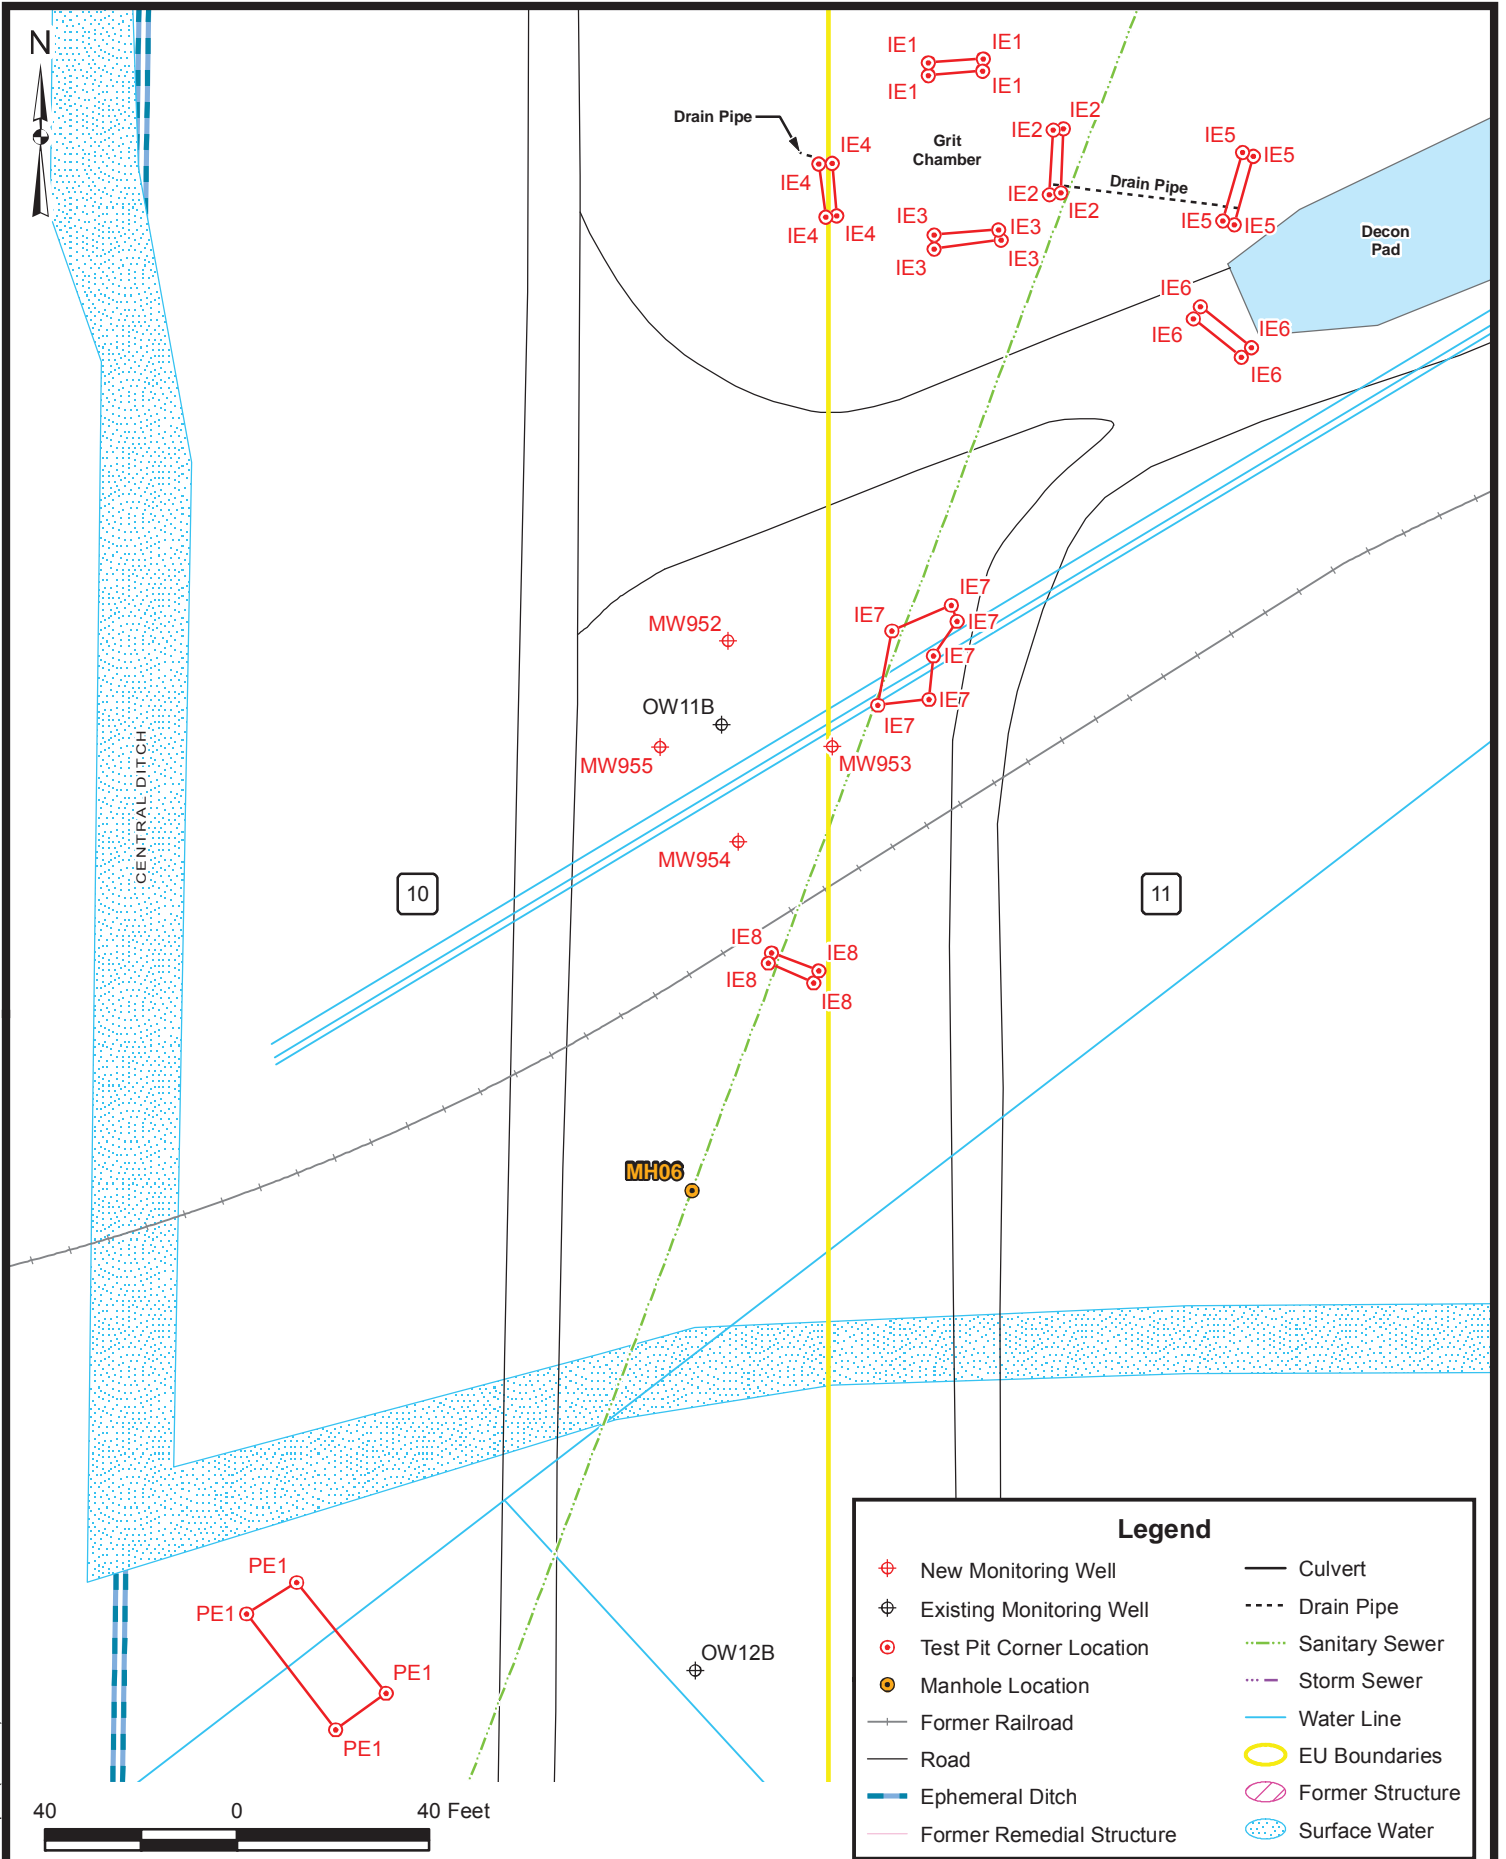 N
IE1
IE1
IE1
IE1
Drain Pipe
IE2
IE2
Grit
Chamber
IE4
IE4
IE5
IE5
Drain Pipe
IE2
IE2
IE4
IE4
IE3
IE3
IE3
IE3
IE5
IE5
Decon
Pad
IE6
IE6
IE6
IE6
IE7
IE7
IE7
IE7
IE7
IE7
MW952
OW11B
MW955
MW953
CENTRAL DITCH
MW954
10
11
IE8
IE8
IE8
IE8
MH06
PE1
PE1
PE1
PE1
OW12B
40 0 40 Feet
Legend
New Monitoring Well
Existing Monitoring Well
Test Pit Corner Location
Manhole Location
Former Railroad
Road
Ephemeral Ditch
Former Remedial Structure
Culvert
Drain Pipe
Sanitary Sewer
Storm Sewer
Water Line
EU Boundaries
Former Structure
Surface Water